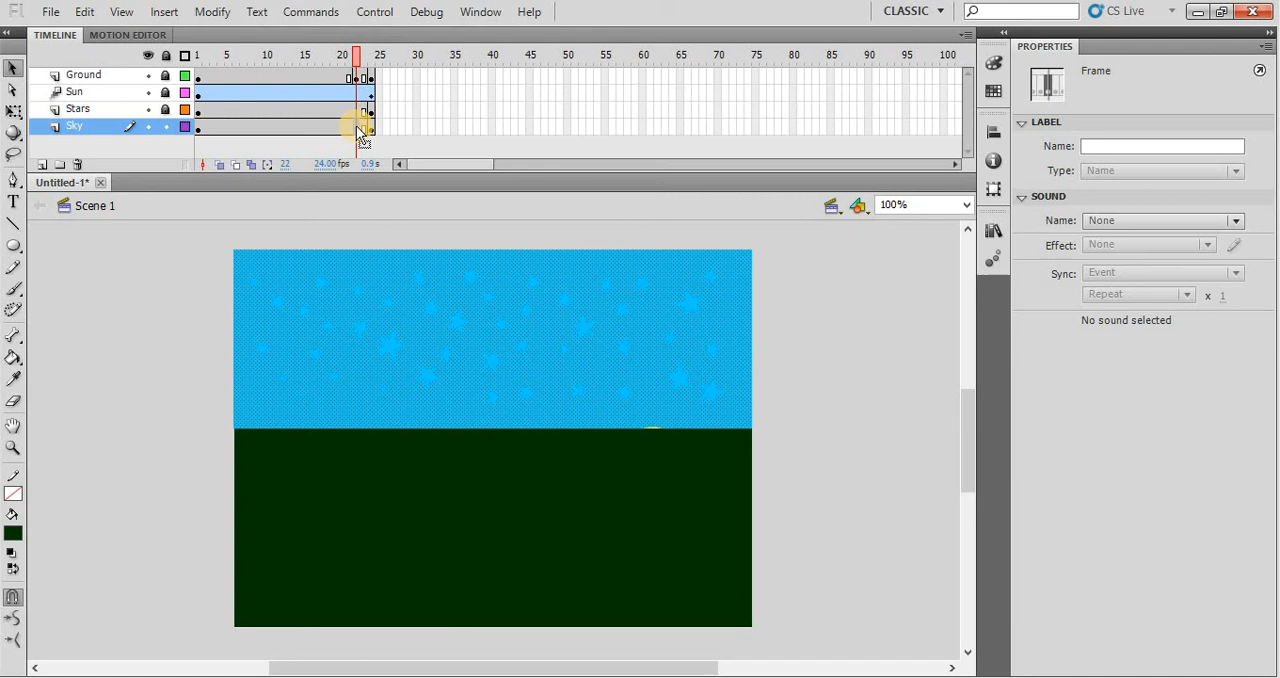 Fl File Edit View Insert Modify Text Commands Control Debug Window Help CLASSIC CS Live
TIMELINE MOTION EDITOR
1 5 10 15 20 25 30 35 40 45 50 55 60 65 70 75 80 85 90 95 100
Ground
Sun
Stars
Sky
22 24.00 fps 0.9 s
Untitled-1*
Scene 1 100%
PROPERTIES
Frame
LABEL
Name:
Type: Name
SOUND
Name: None
Effect: None
Sync: Event
Repeat x 1
No sound selected